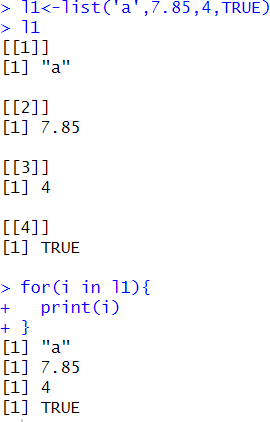 > l1<-list('a',7.85,4,TRUE)
> l1
[[1]]
[1] "a"

[[2]]
[1] 7.85

[[3]]
[1] 4

[[4]]
[1] TRUE

> for(i in l1){
+   print(i)
+ }
[1] "a"
[1] 7.85
[1] 4
[1] TRUE